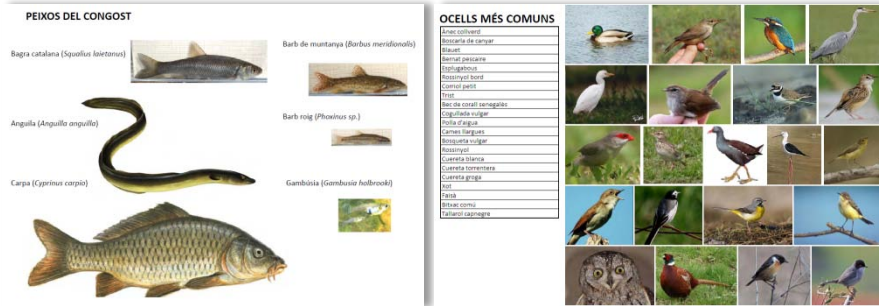 PEIXOS DEL CONGOST
Bagra catalana (Squalius laietanus)
Barb de muntanya (Barbus meridionalis)
Anguila (Anguilla anguilla)
Barb roig (Phoxinus sp.)
Carpa (Cyprinus carpio)
Gambúsia (Gambusia holbrooki)
OCELLS MÉS COMUNS
Ànec collverd
Boscarla de canyar
Blauet
Bernat pescaire
Esplugabous
Rossinyol bord
Corriol petit
Trist
Bec de corall senegalès
Cogullada vulgar
Polla d'aigua
Cames llargues
Bosqueta vulgar
Rossinyol
Cuereta blanca
Cuereta torrentera
Cuereta groga
Xot
Faisà
Bitxac comú
Tallarol capnegre